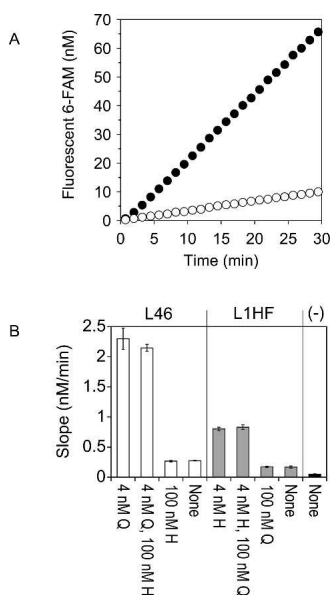 A
Fluorescent 6-FAM (nM)
70
60
50
40
30
20
10
0
0 5 10 15 20 25 30
Time (min)
B
L46 L1HF (-)
Slope (nM/min)
2.5
2
1.5
1
0.5
0
4 nM Q
4 nM Q, 100 nM H
100 nM H
None
4 nM H
4 nM H, 100 nM Q
100 nM Q
None
None